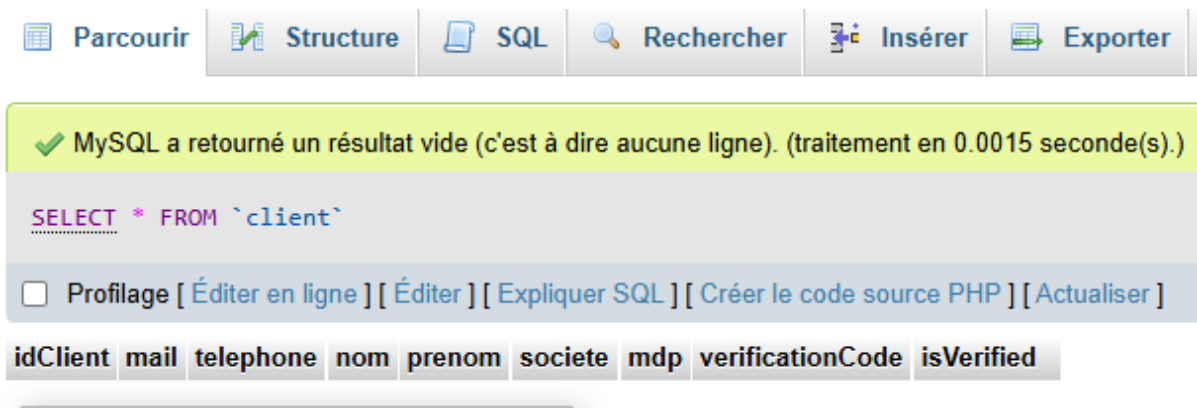 Parcourir Structure SQL Rechercher Insérer Exporter
MySQL a retourné un résultat vide (c'est à dire aucune ligne). (traitement en 0.0015 seconde(s).)
SELECT * FROM `client`
Profilage [ Éditer en ligne ] [ Éditer ] [ Expliquer SQL ] [ Créer le code source PHP ] [ Actualiser ]
idClient mail telephone nom prenom societe mdp verificationCode isVerified